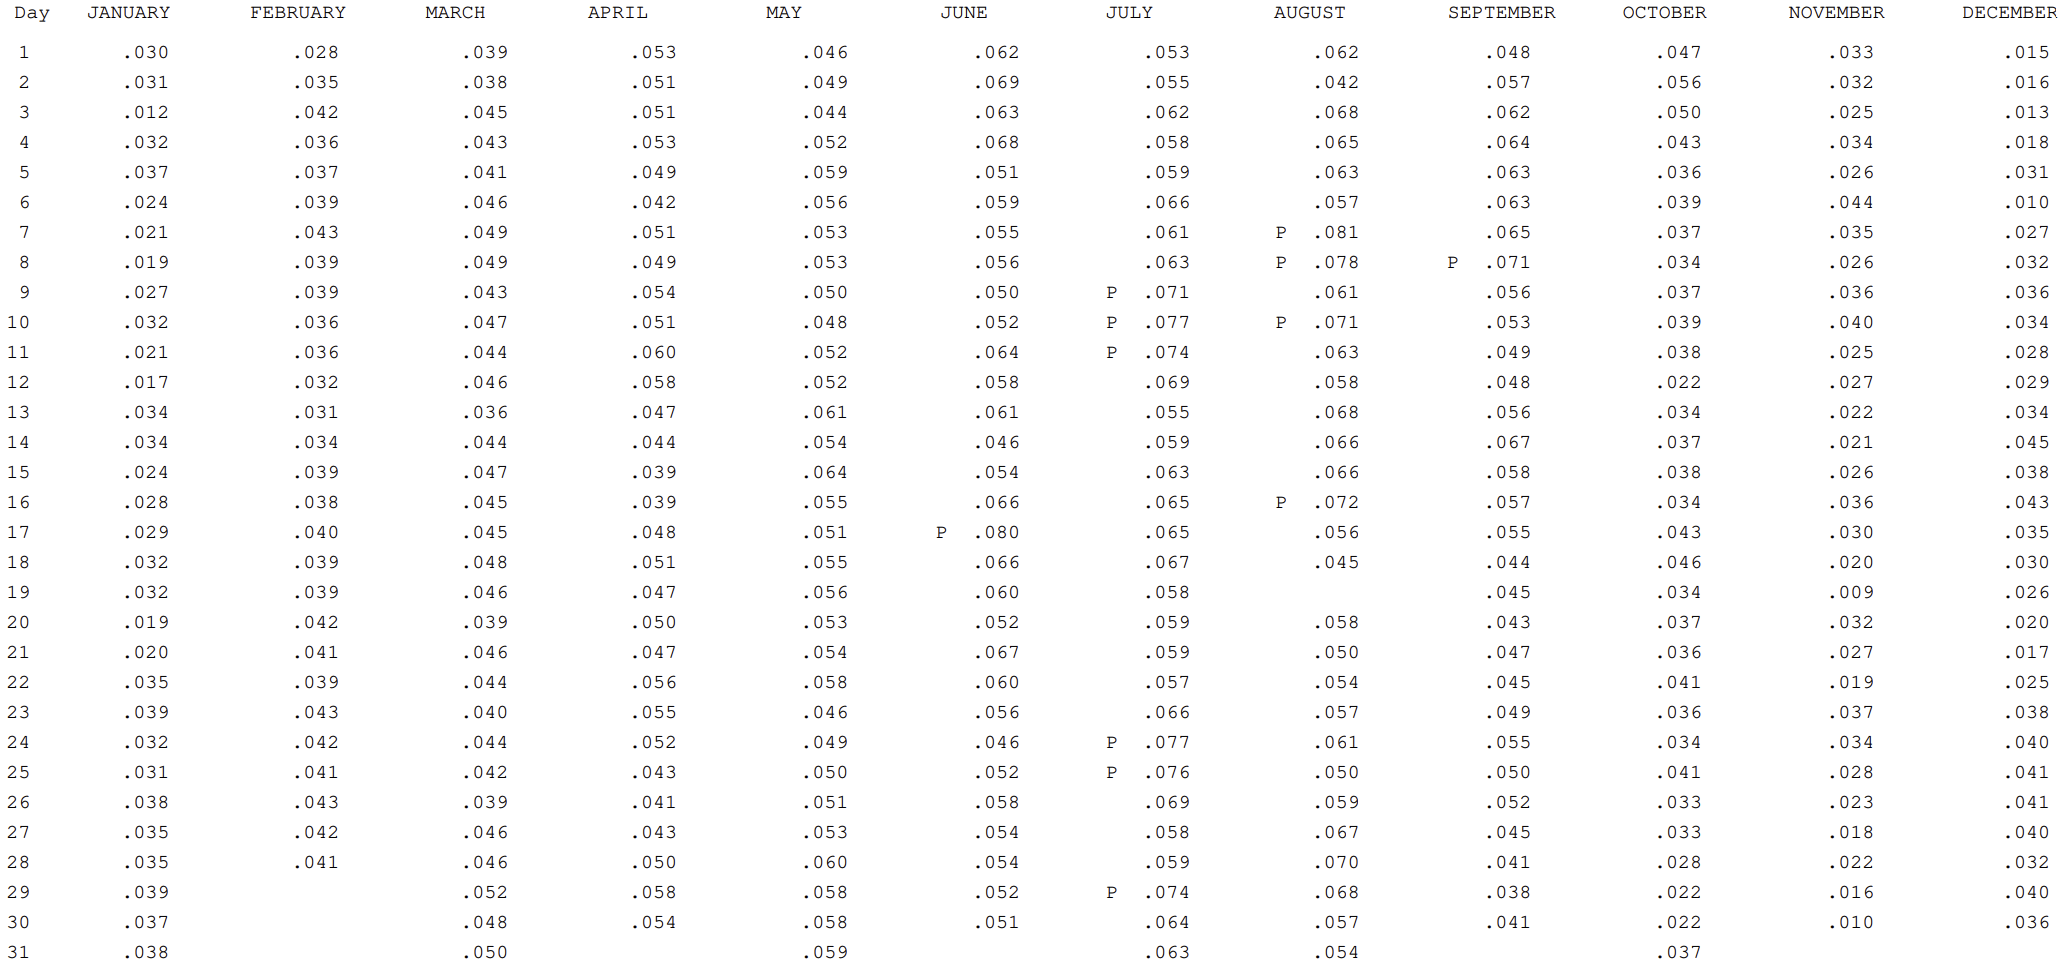 Day JANUARY FEBRUARY MARCH APRIL MAY JUNE JULY AUGUST SEPTEMBER OCTOBER NOVEMBER DECEMBER
1 .030 .028 .039 .053 .046 .062 .053 .062 .048 .047 .033 .015
2 .031 .035 .038 .051 .049 .069 .055 .042 .057 .056 .032 .016
3 .012 .042 .045 .051 .044 .063 .062 .068 .062 .050 .025 .013
4 .032 .036 .043 .053 .052 .068 .058 .065 .064 .043 .034 .018
5 .037 .037 .041 .049 .059 .051 .059 .063 .063 .036 .026 .031
6 .024 .039 .046 .042 .056 .059 .066 .057 .063 .039 .044 .010
7 .021 .043 .049 .051 .053 .055 .061 P .081 .065 .037 .035 .027
8 .019 .039 .049 .049 .053 .056 .063 P .078 P .071 .034 .026 .032
9 .027 .039 .043 .054 .050 .050 P .071 .061 .056 .037 .036 .036
10 .032 .036 .047 .051 .048 .052 P .077 P .071 .053 .039 .040 .034
11 .021 .036 .044 .060 .052 .064 P .074 .063 .049 .038 .025 .028
12 .017 .032 .046 .058 .052 .058 .069 .058 .048 .022 .027 .029
13 .034 .031 .036 .047 .061 .061 .055 .068 .056 .034 .022 .034
14 .034 .034 .044 .044 .054 .046 .059 .066 .067 .037 .021 .045
15 .024 .039 .047 .039 .064 .054 .063 .066 .058 .038 .026 .038
16 .028 .038 .045 .039 .055 .066 .065 P .072 .057 .034 .036 .043
17 .029 .040 .045 .048 .051 P .080 .065 .056 .055 .043 .030 .035
18 .032 .039 .048 .051 .055 .066 .067 .045 .044 .046 .020 .030
19 .032 .039 .046 .047 .056 .060 .058 .045 .034 .009 .026
20 .019 .042 .039 .050 .053 .052 .059 .058 .043 .037 .032 .020
21 .020 .041 .046 .047 .054 .067 .059 .050 .047 .036 .027 .017
22 .035 .039 .044 .056 .058 .060 .057 .054 .045 .041 .019 .025
23 .039 .043 .040 .055 .046 .056 .066 .057 .049 .036 .037 .038
24 .032 .042 .044 .052 .049 .046 P .077 .061 .055 .034 .034 .040
25 .031 .041 .042 .043 .050 .052 P .076 .050 .050 .041 .028 .041
26 .038 .043 .039 .041 .051 .058 .069 .059 .052 .033 .023 .041
27 .035 .042 .046 .043 .053 .054 .058 .067 .045 .033 .018 .040
28 .035 .041 .046 .050 .060 .054 .059 .070 .041 .028 .022 .032
29 .039 .052 .058 .058 .052 P .074 .068 .038 .022 .016 .040
30 .037 .048 .054 .058 .051 .064 .057 .041 .022 .010 .036
31 .038 .050 .059 .063 .054 .037